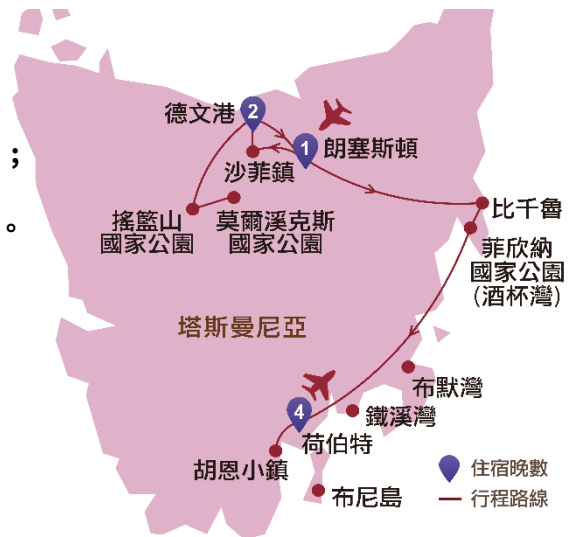 德文港
2
朗塞斯頓
1
；
沙菲鎮
。
搖籃山
國家公園
莫爾溪克斯
國家公園
比千魯
菲欣納
國家公園
(酒杯灣)
塔斯曼尼亞
布默灣
4
鐵溪灣
荷伯特
胡恩小鎮
布尼島
住宿晚數
行程路線